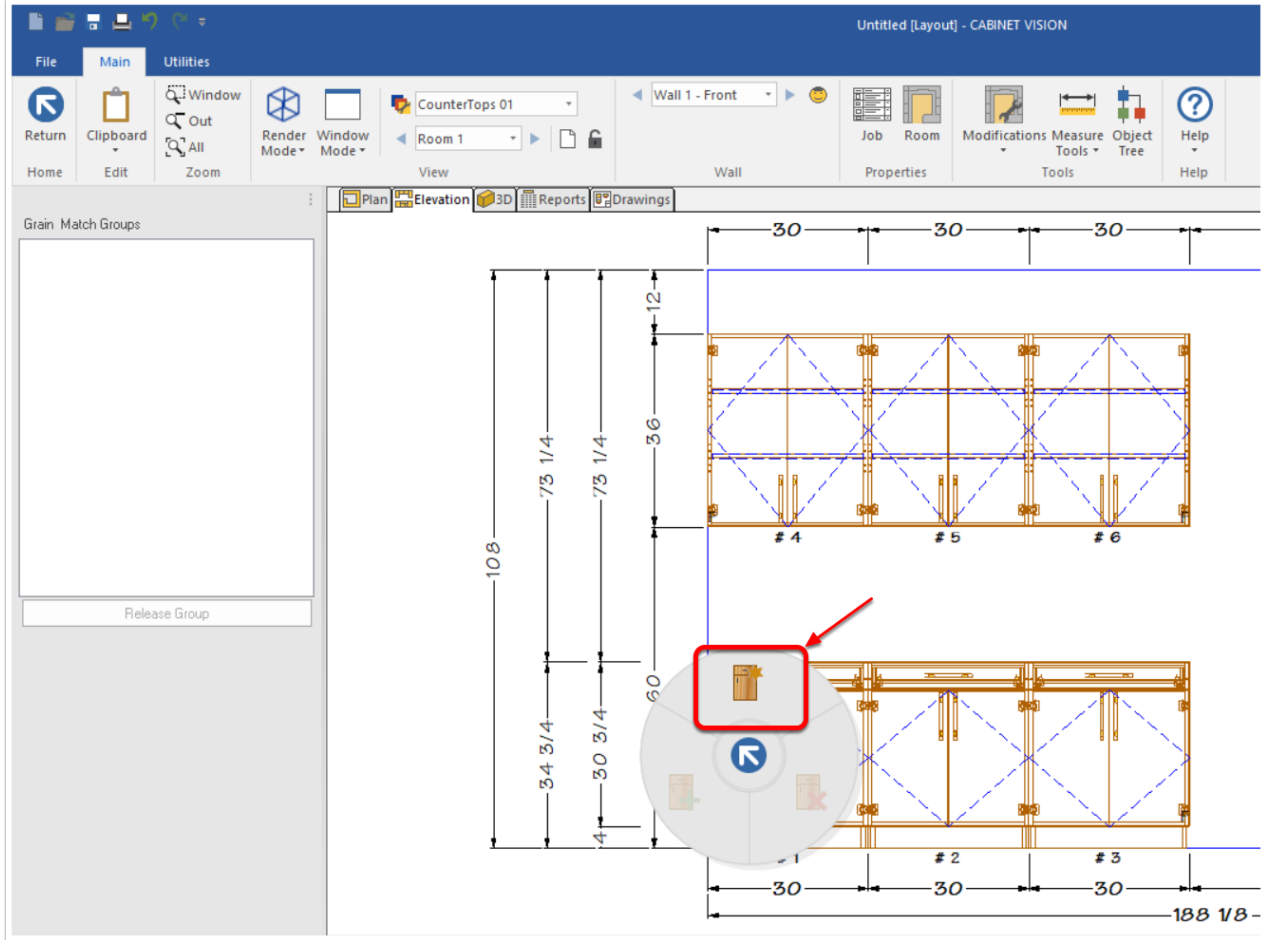 Untitled [Layout] - CABINET VISION
File Main Utilities
Return
Clipboard
Window
Out
All
Render Mode
Window Mode
CounterTops 01
Room 1
Wall 1 - Front
Job
Room
Modifications
Measure Tools
Object Tree
Help
Home Edit Zoom View Wall Properties Tools Help
Plan Elevation 3D Reports Drawings
Grain Match Groups
Release Group
30 30 30
12
36
73 1/4
73 1/4
108
# 4 # 5 # 6
60
34 3/4
30 3/4
4
1 # 2 # 3
30 30 30
188 1/8